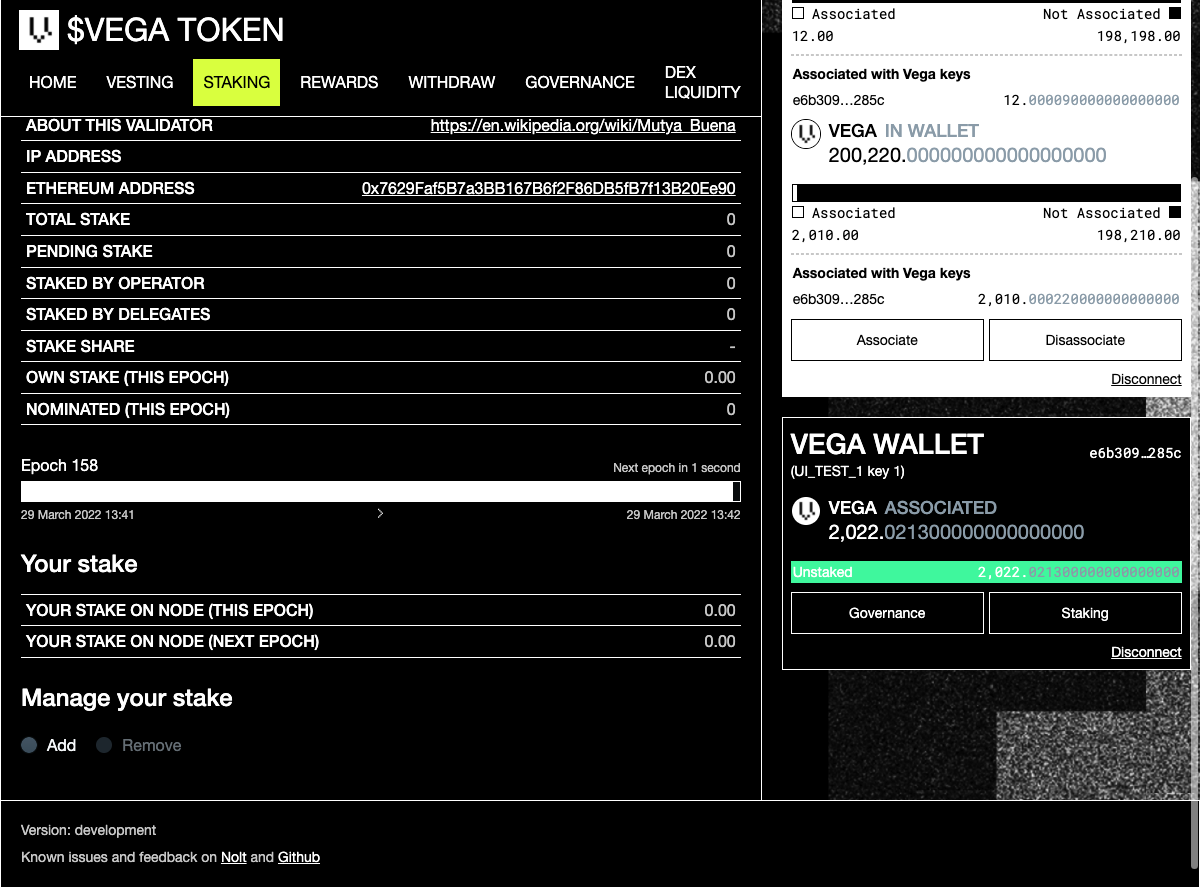 $VEGA TOKEN
HOME VESTING STAKING REWARDS WITHDRAW GOVERNANCE DEX LIQUIDITY
ABOUT THIS VALIDATOR https://en.wikipedia.org/wiki/Mutya_Buena
IP ADDRESS
ETHEREUM ADDRESS 0x7629Faf5B7a3BB167B6f2F86DB5fB7f13B20Ee90
TOTAL STAKE 0
PENDING STAKE 0
STAKED BY OPERATOR 0
STAKED BY DELEGATES 0
STAKE SHARE -
OWN STAKE (THIS EPOCH) 0.00
NOMINATED (THIS EPOCH) 0
Epoch 158 Next epoch in 1 second
29 March 2022 13:41 29 March 2022 13:42
Your stake
YOUR STAKE ON NODE (THIS EPOCH) 0.00
YOUR STAKE ON NODE (NEXT EPOCH) 0.00
Manage your stake
Add Remove
Associated Not Associated
12.00 198,198.00
Associated with Vega keys
e6b309…285c 12.000090000000000000
VEGA IN WALLET
200,220.000000000000000000
Associated Not Associated
2,010.00 198,210.00
Associated with Vega keys
e6b309…285c 2,010.000220000000000000
Associate Disassociate
Disconnect
VEGA WALLET e6b309…285c
(UI_TEST_1 key 1)
VEGA ASSOCIATED
2,022.021300000000000000
Unstaked 2,022.021300000000000000
Governance Staking
Disconnect
Version: development
Known issues and feedback on Nolt and Github